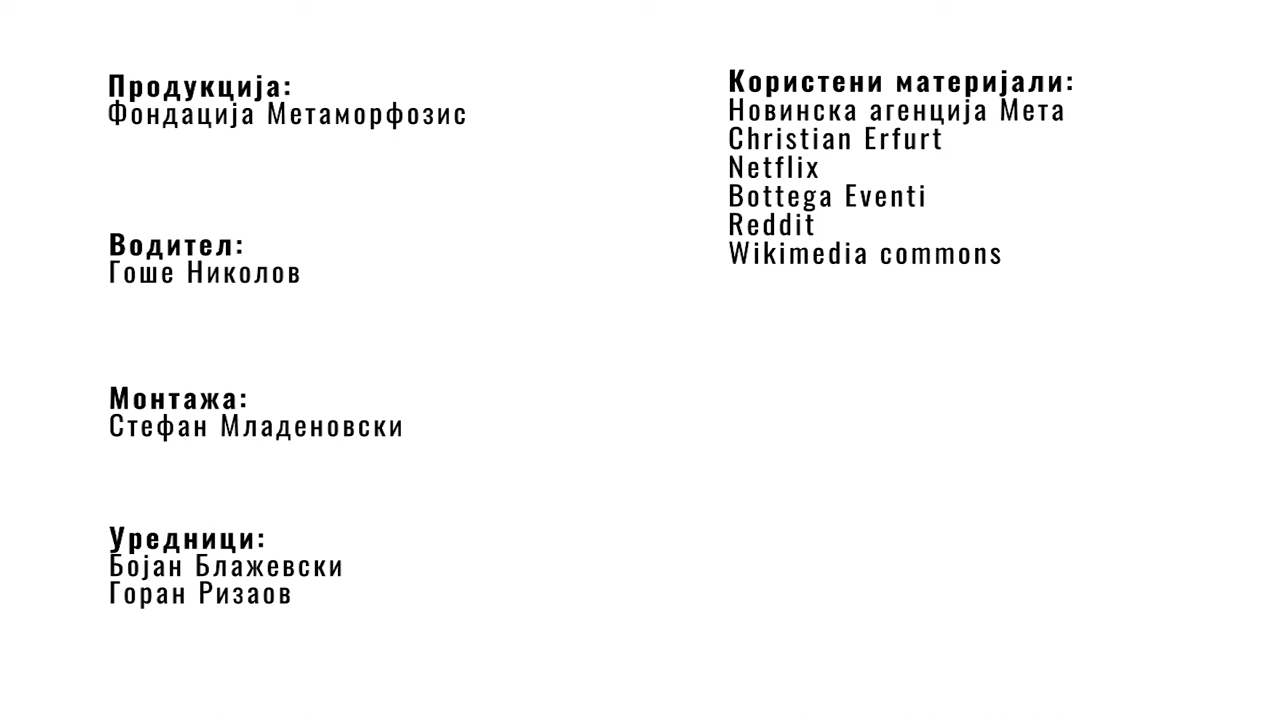 Продукција:
Фондација Метаморфозис
Водител:
Гоше Николов
Монтажа:
Стефан Младеновски
Уредници:
Бојан Блажевски
Горан Ризаов
Користени материјали:
Новинска агенција Мета
Christian Erfurt
Netflix
Bottega Eventi
Reddit
Wikimedia commons